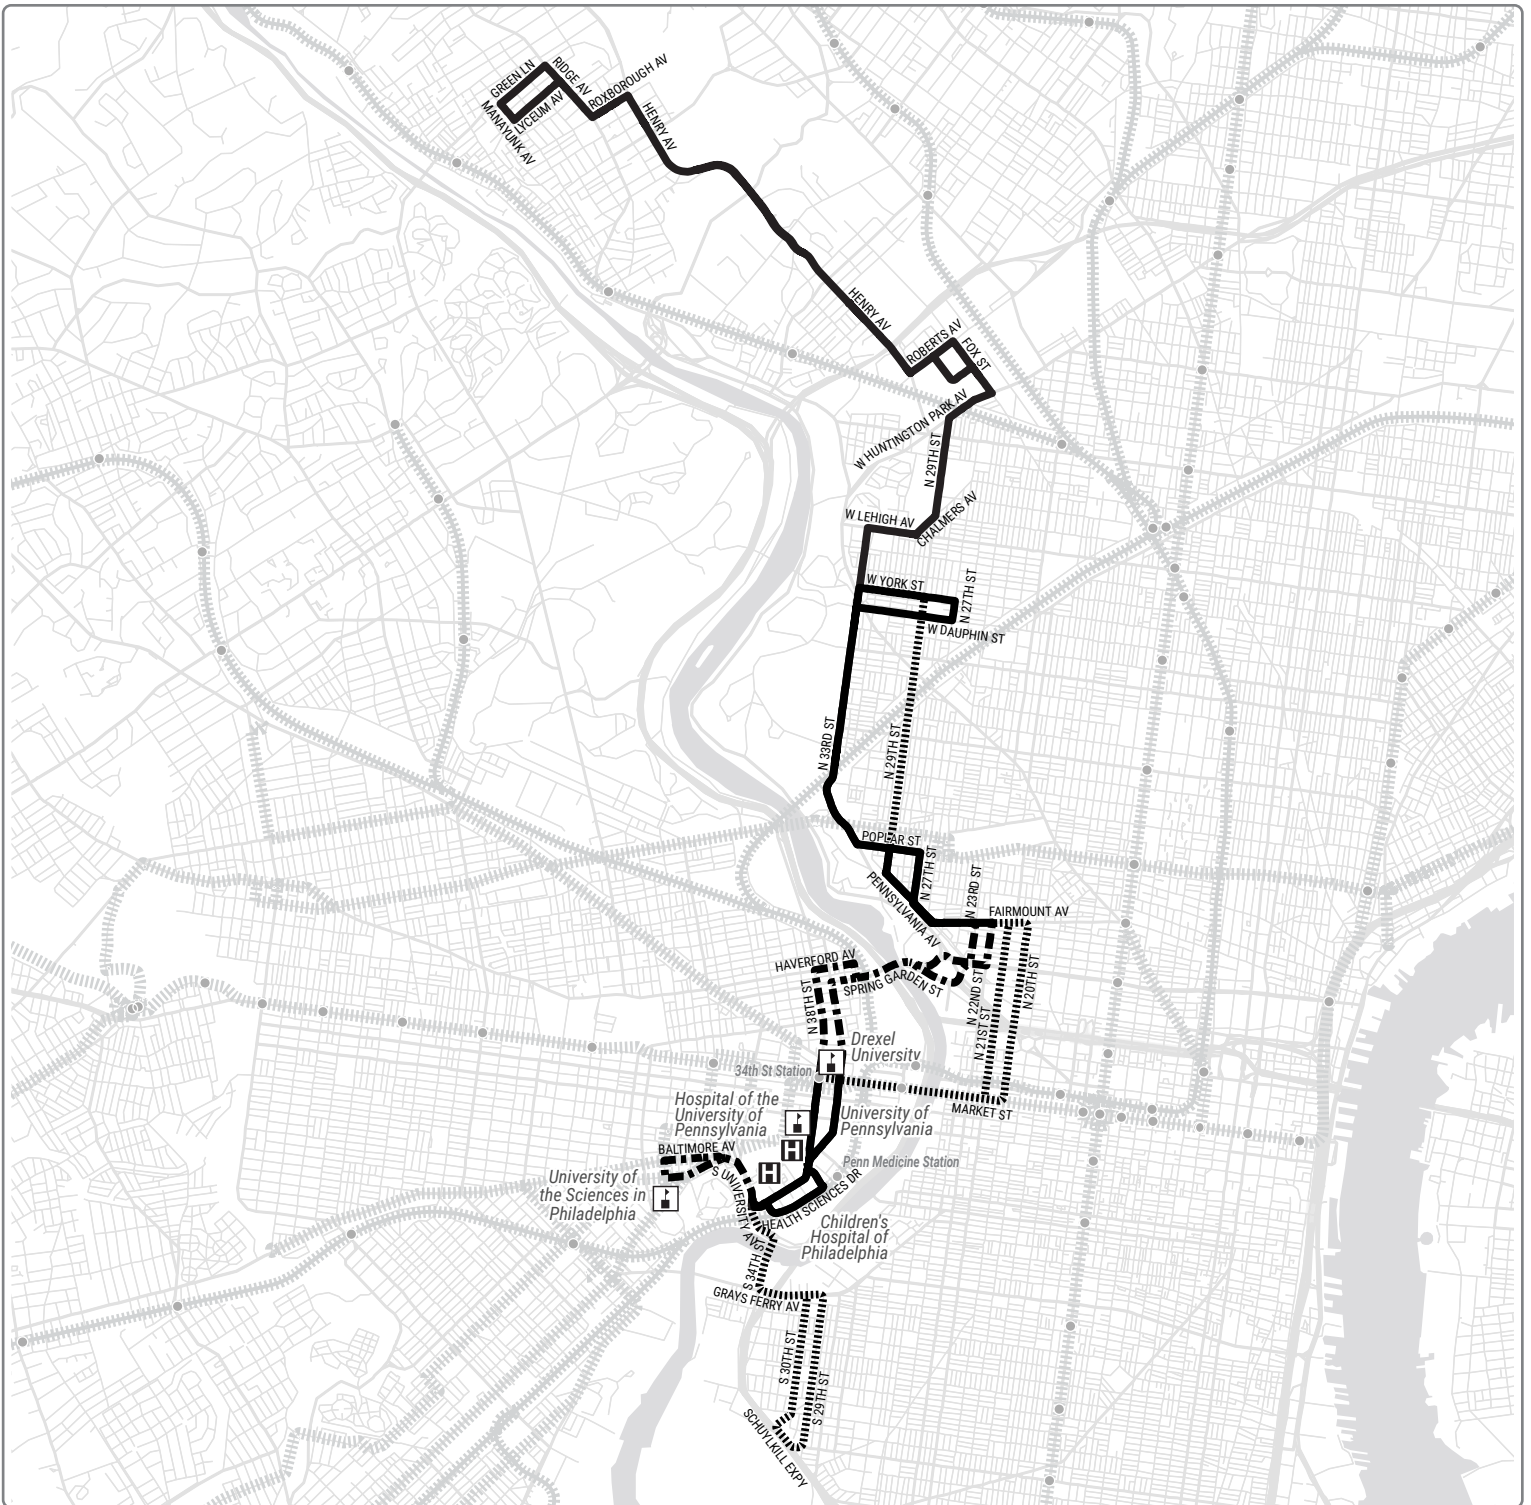 GREEN LN
RIDGE AV
ROXBOROUGH AV
MANAYUNK AV
LYCEUM AV
HENRY AV
HENRY AV
ROBERTS AV
FOX ST
W HUNTINGTON PARK AV
N 29TH ST
W LEHIGH AV
CHALMERS AV
W YORK ST
N 27TH ST
W DAUPHIN ST
N 33RD ST
N 29TH ST
POPLAR ST
N 27TH ST
PENNSYLVANIA AV
N 23RD ST
FAIRMOUNT AV
HAVERFORD AV
SPRING GARDEN ST
N 38TH ST
N 22ND ST
N 21ST ST
N 20TH ST
Drexel
University
34th St Station
MARKET ST
Hospital of the
University of
Pennsylvania
University of
Pennsylvania
H
BALTIMORE AV
Penn Medicine Station
H
University of
the Sciences in
Philadelphia
S UNIVERSITY AV
HEALTH SCIENCES DR
Children's
Hospital of
Philadelphia
S 34TH ST
GRAYS FERRY AV
S 30TH ST
S 29TH ST
SCHUYLKILL EXPY